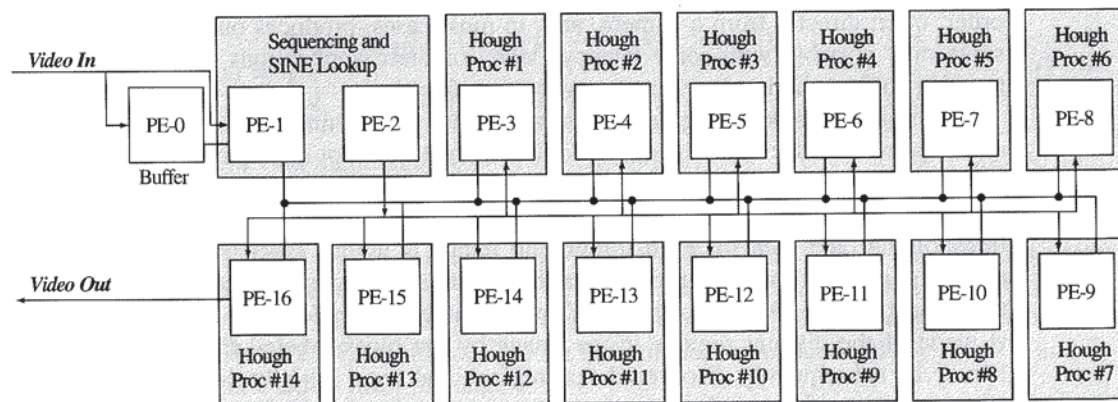 Video In
Sequencing and
SINE Lookup
Hough
Proc #1
Hough
Proc #2
Hough
Proc #3
Hough
Proc #4
Hough
Proc #5
Hough
Proc #6
PE-0
PE-1
PE-2
PE-3
PE-4
PE-5
PE-6
PE-7
PE-8
Buffer
Video Out
PE-16
PE-15
PE-14
PE-13
PE-12
PE-11
PE-10
PE-9
Hough
Proc #14
Hough
Proc #13
Hough
Proc #12
Hough
Proc #11
Hough
Proc #10
Hough
Proc #9
Hough
Proc #8
Hough
Proc #7